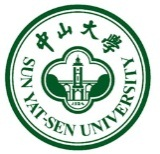 中山大學
SUN YAT-SEN UNIVERSITY